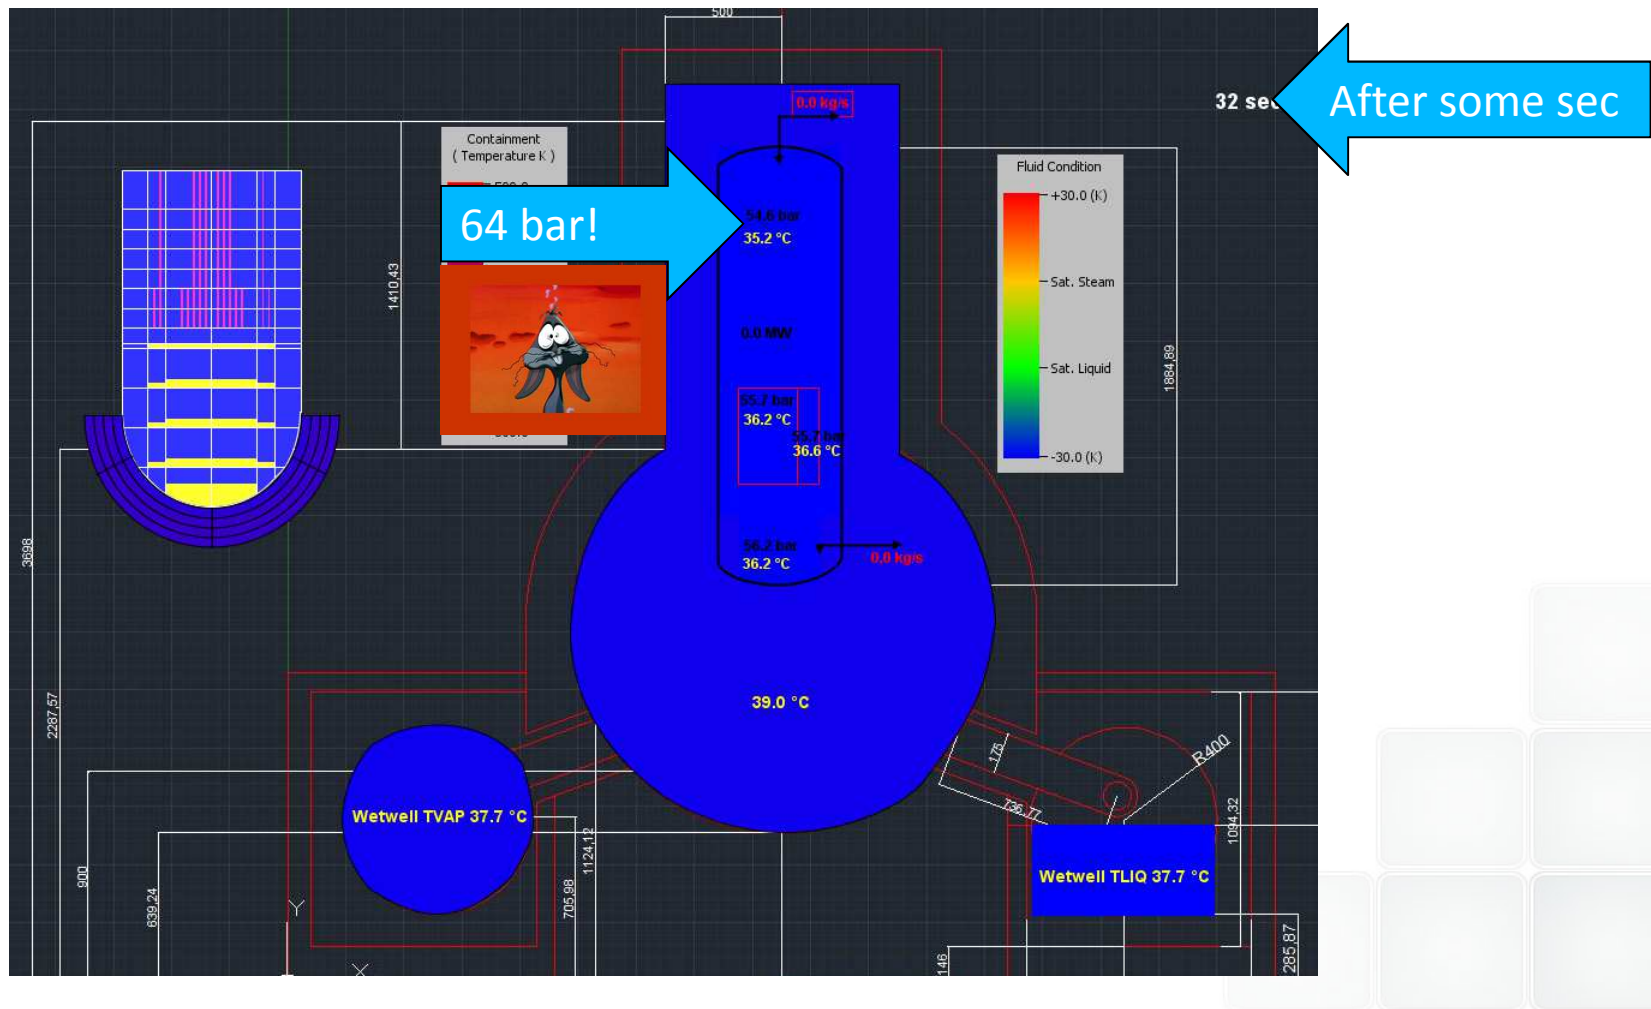 500
0.0 kg/s
32 sec
After some sec
Containment
( Temperature K )
Fluid Condition
+30.0 (K)
Sat. Steam
Sat. Liquid
-30.0 (K)
64 bar!
54.6 bar
35.2 °C
0.0 MW
55.7 bar
36.2 °C
55.7 bar
36.6 °C
56.2 bar
36.2 °C
0.0 kg/s
1410,43
1884,89
3698
2287,57
39.0 °C
175
R400
735,77
Wetwell TVAP 37.7 °C
Wetwell TLIQ 37.7 °C
1124,12
1094,32
900
639,24
705,98
Y
X
146
285,87